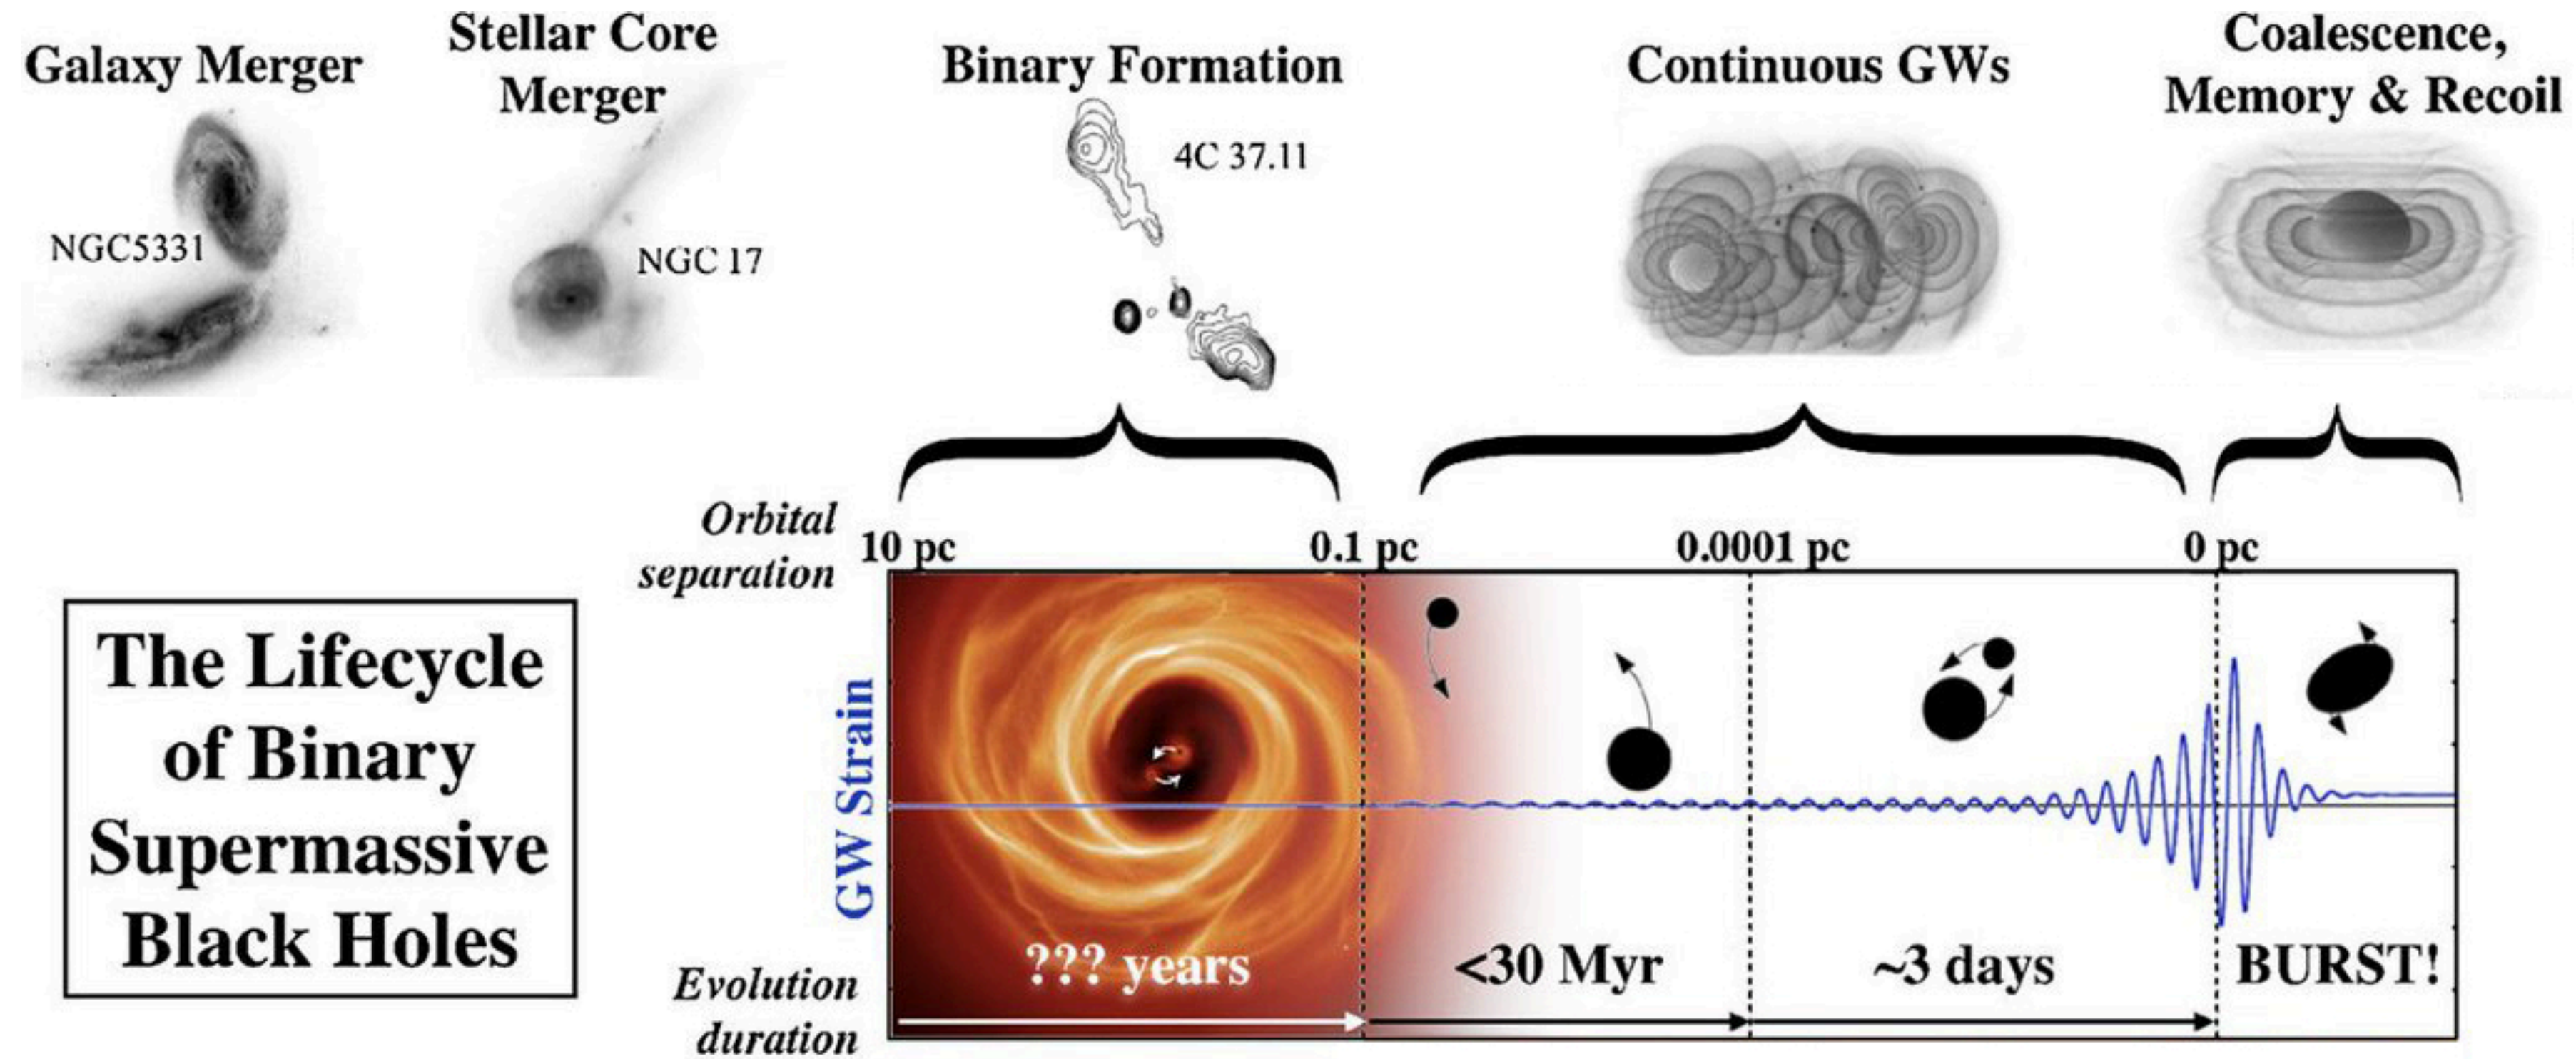 Galaxy Merger
Stellar Core
Merger
Binary Formation
Continuous GWs
Coalescence,
Memory & Recoil
NGC5331
NGC 17
4C 37.11
Orbital
separation
10 pc
0.1 pc
0.0001 pc
0 pc
The Lifecycle
of Binary
Supermassive
Black Holes
GW Strain
Evolution
duration
??? years
<30 Myr
~3 days
BURST!